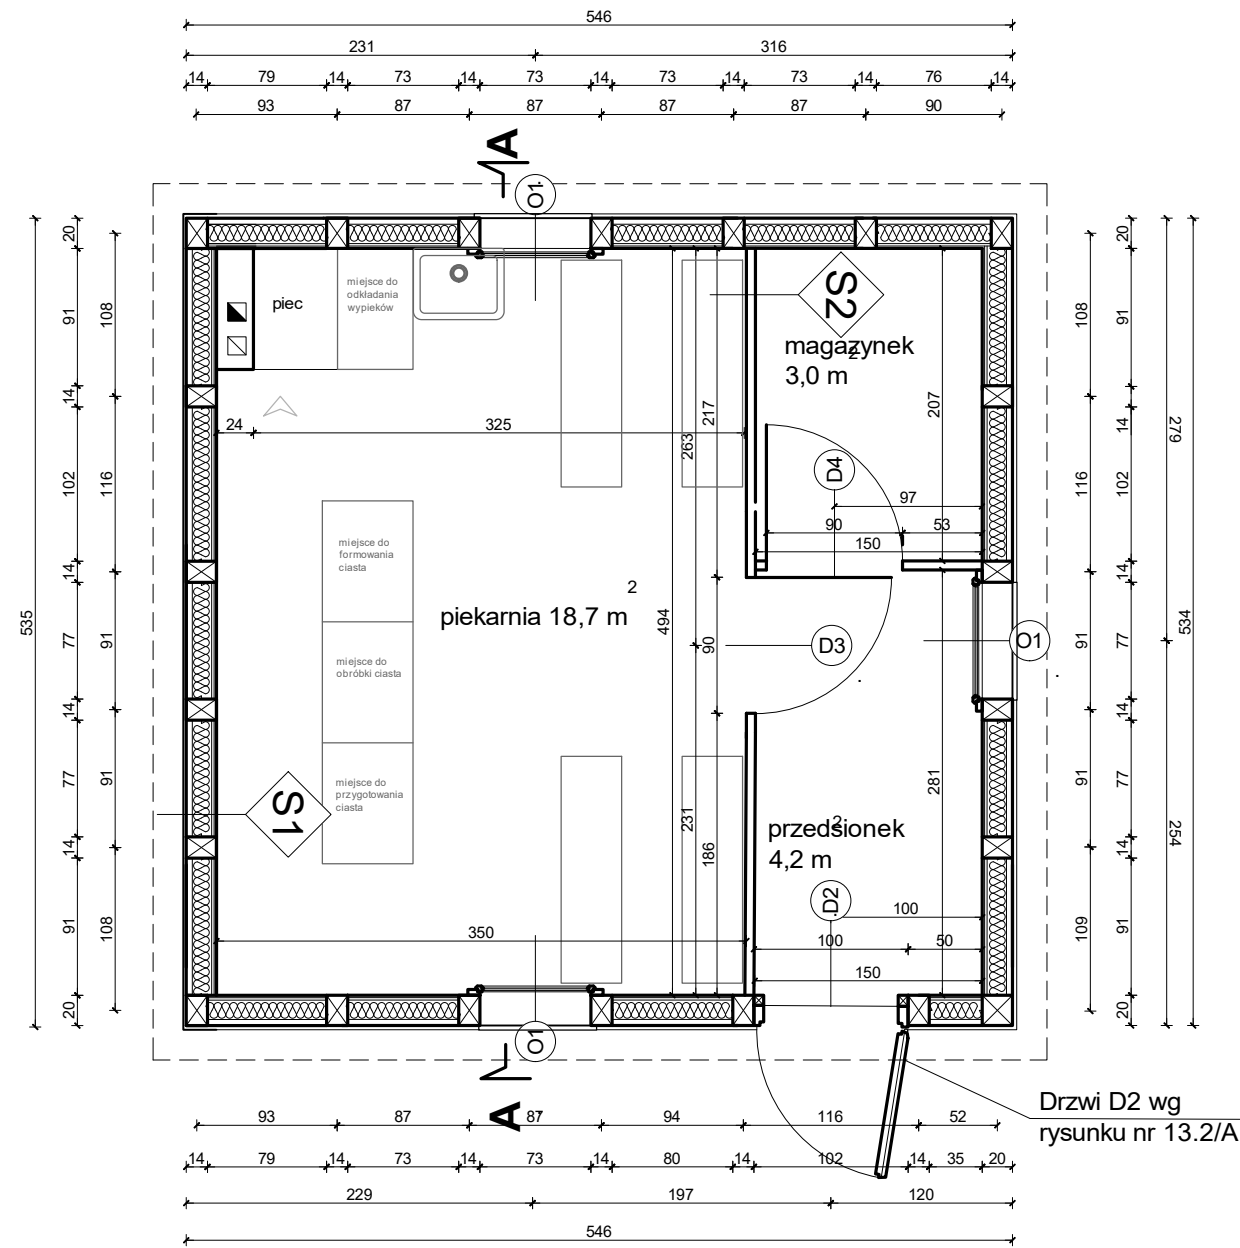 546
231 316
14 79 14 73 14 73 14 73 14 73 14 76 14
93 87 87 87 87 90
A
O1
20 20
91 108 108 91
14 14
102 116 116 102
14 14
77 91 91 77
14 14
77 91 91 77
14 14
91 108 109 91
20 20
535 279 254 435
piec
miejsce do
odkładania
wypieków
S2
magazynek
2
3,0 m
24 325
217
263
207
D4
97
90 53
150
miejsce do
formowania
ciasta
2
piekarnia 18,7 m
494
90
D3
O1
miejsce do
obróbki ciasta
miejsce do
przygotowania
ciasta
S1
231
186
281
2
przedsionek
4,2 m
D2
100
350
100 50
150
O1
A
Drzwi D2 wg
rysunku nr 13.2/A
93 87 87 94 116 52
14 79 14 73 14 73 14 80 14 102 14 35 20
229 197 120
546